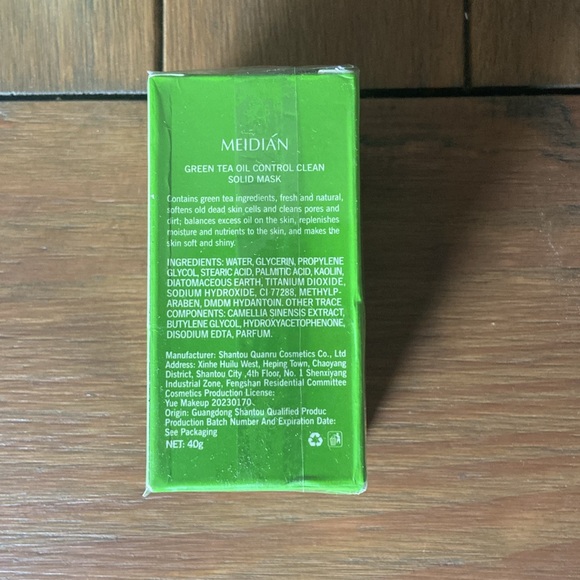 MEIDIÁN
GREEN TEA OIL CONTROL CLEAN
SOLID MASK
Contains green tea ingredients, fresh and natural,
softens old dead skin cells and cleans pores and
dirt; balances excess oil on the skin, replenishes
moisture and nutrients to the skin, and makes the
skin soft and shiny.
INGREDIENTS: WATER, GLYCERIN, PROPYLENE
GLYCOL, STEARIC ACID, PALMITIC ACID, KAOLIN,
DIATOMACEOUS EARTH, TITANIUM DIOXIDE,
SODIUM HYDROXIDE, CI 77288, METHYLP-
ARABEN, DMDM HYDANTOIN. OTHER TRACE
COMPONENTS: CAMELLIA SINENSIS EXTRACT,
BUTYLENE GLYCOL, HYDROXYACETOPHENONE,
DISODIUM EDTA, PARFUM.
Manufacturer: Shantou Quanru Cosmetics Co., Ltd
Address: Xinhe Huilu West, Heping Town, Chaoyang
District, Shantou City ,4th Floor, No. 1 Shenxiyang
Industrial Zone, Fengshan Residential Committee
Cosmetics Production License:
Yue Makeup 20230170
Origin: Guangdong Shantou Qualified Produc
Production Batch Number And Expiration Date:
See Packaging
NET: 40g